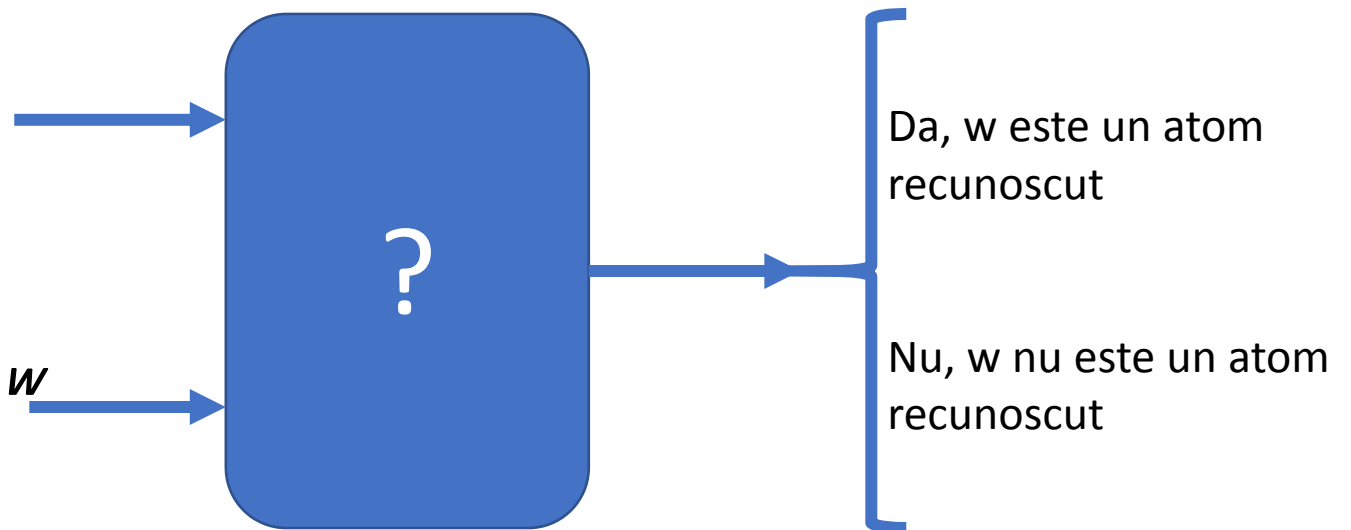 Da, w este un atom
recunoscut
?
w
Nu, w nu este un atom
recunoscut